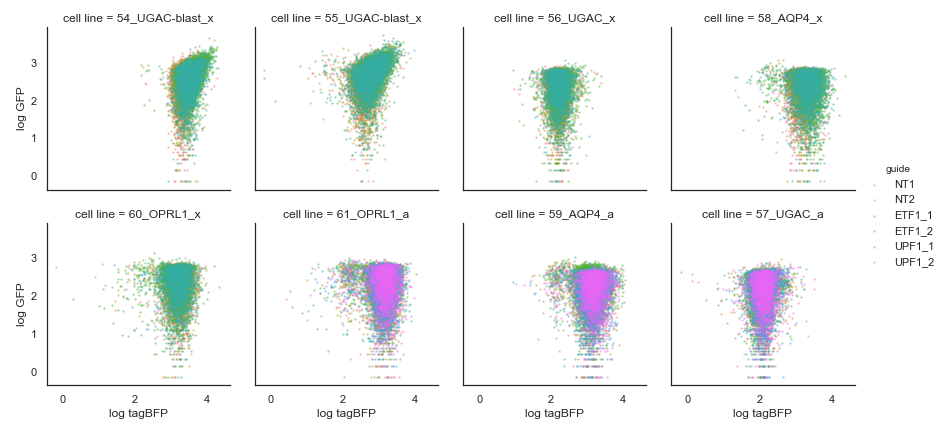 cell line = 54_UGAC-blast_x
cell line = 55_UGAC-blast_x
cell line = 56_UGAC_x
cell line = 58_AQP4_x
3
2
1
0
log GFP
guide
NT1
NT2
ETF1_1
ETF1_2
UPF1_1
UPF1_2
cell line = 60_OPRL1_x
cell line = 61_OPRL1_a
cell line = 59_AQP4_a
cell line = 57_UGAC_a
3
2
1
0
log GFP
0 2 4
0 2 4
0 2 4
0 2 4
log tagBFP
log tagBFP
log tagBFP
log tagBFP